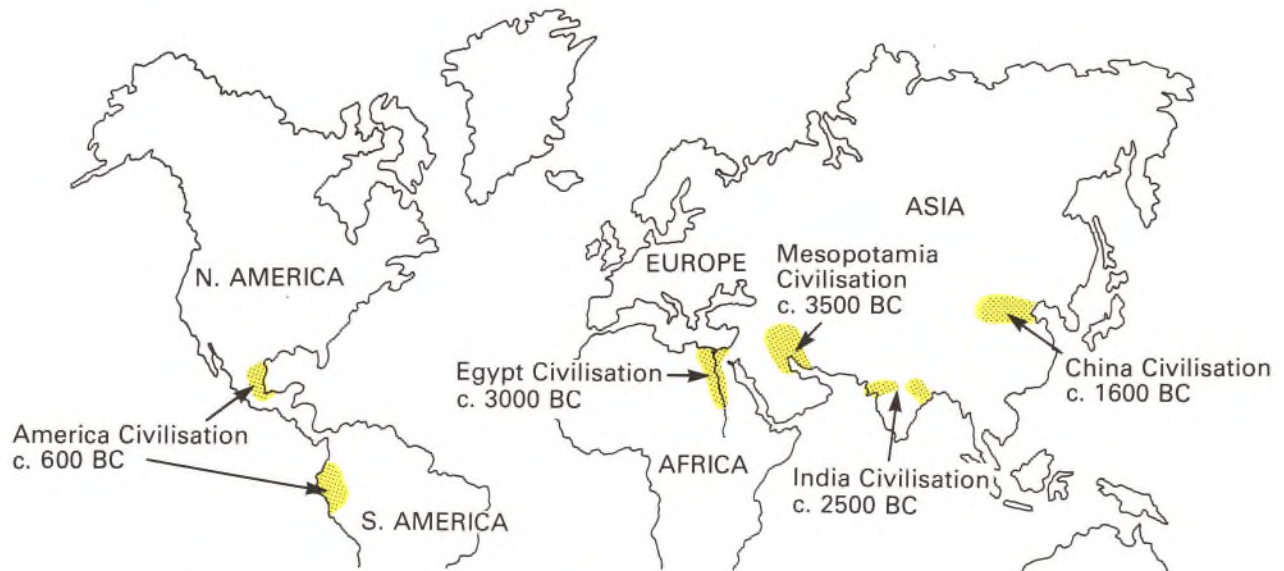 N. AMERICA
America Civilisation
c. 600 BC
S. AMERICA
EUROPE
ASIA
Mesopotamia
Civilisation
c. 3500 BC
Egypt Civilisation
c. 3000 BC
AFRICA
India Civilisation
c. 2500 BC
China Civilisation
c. 1600 BC